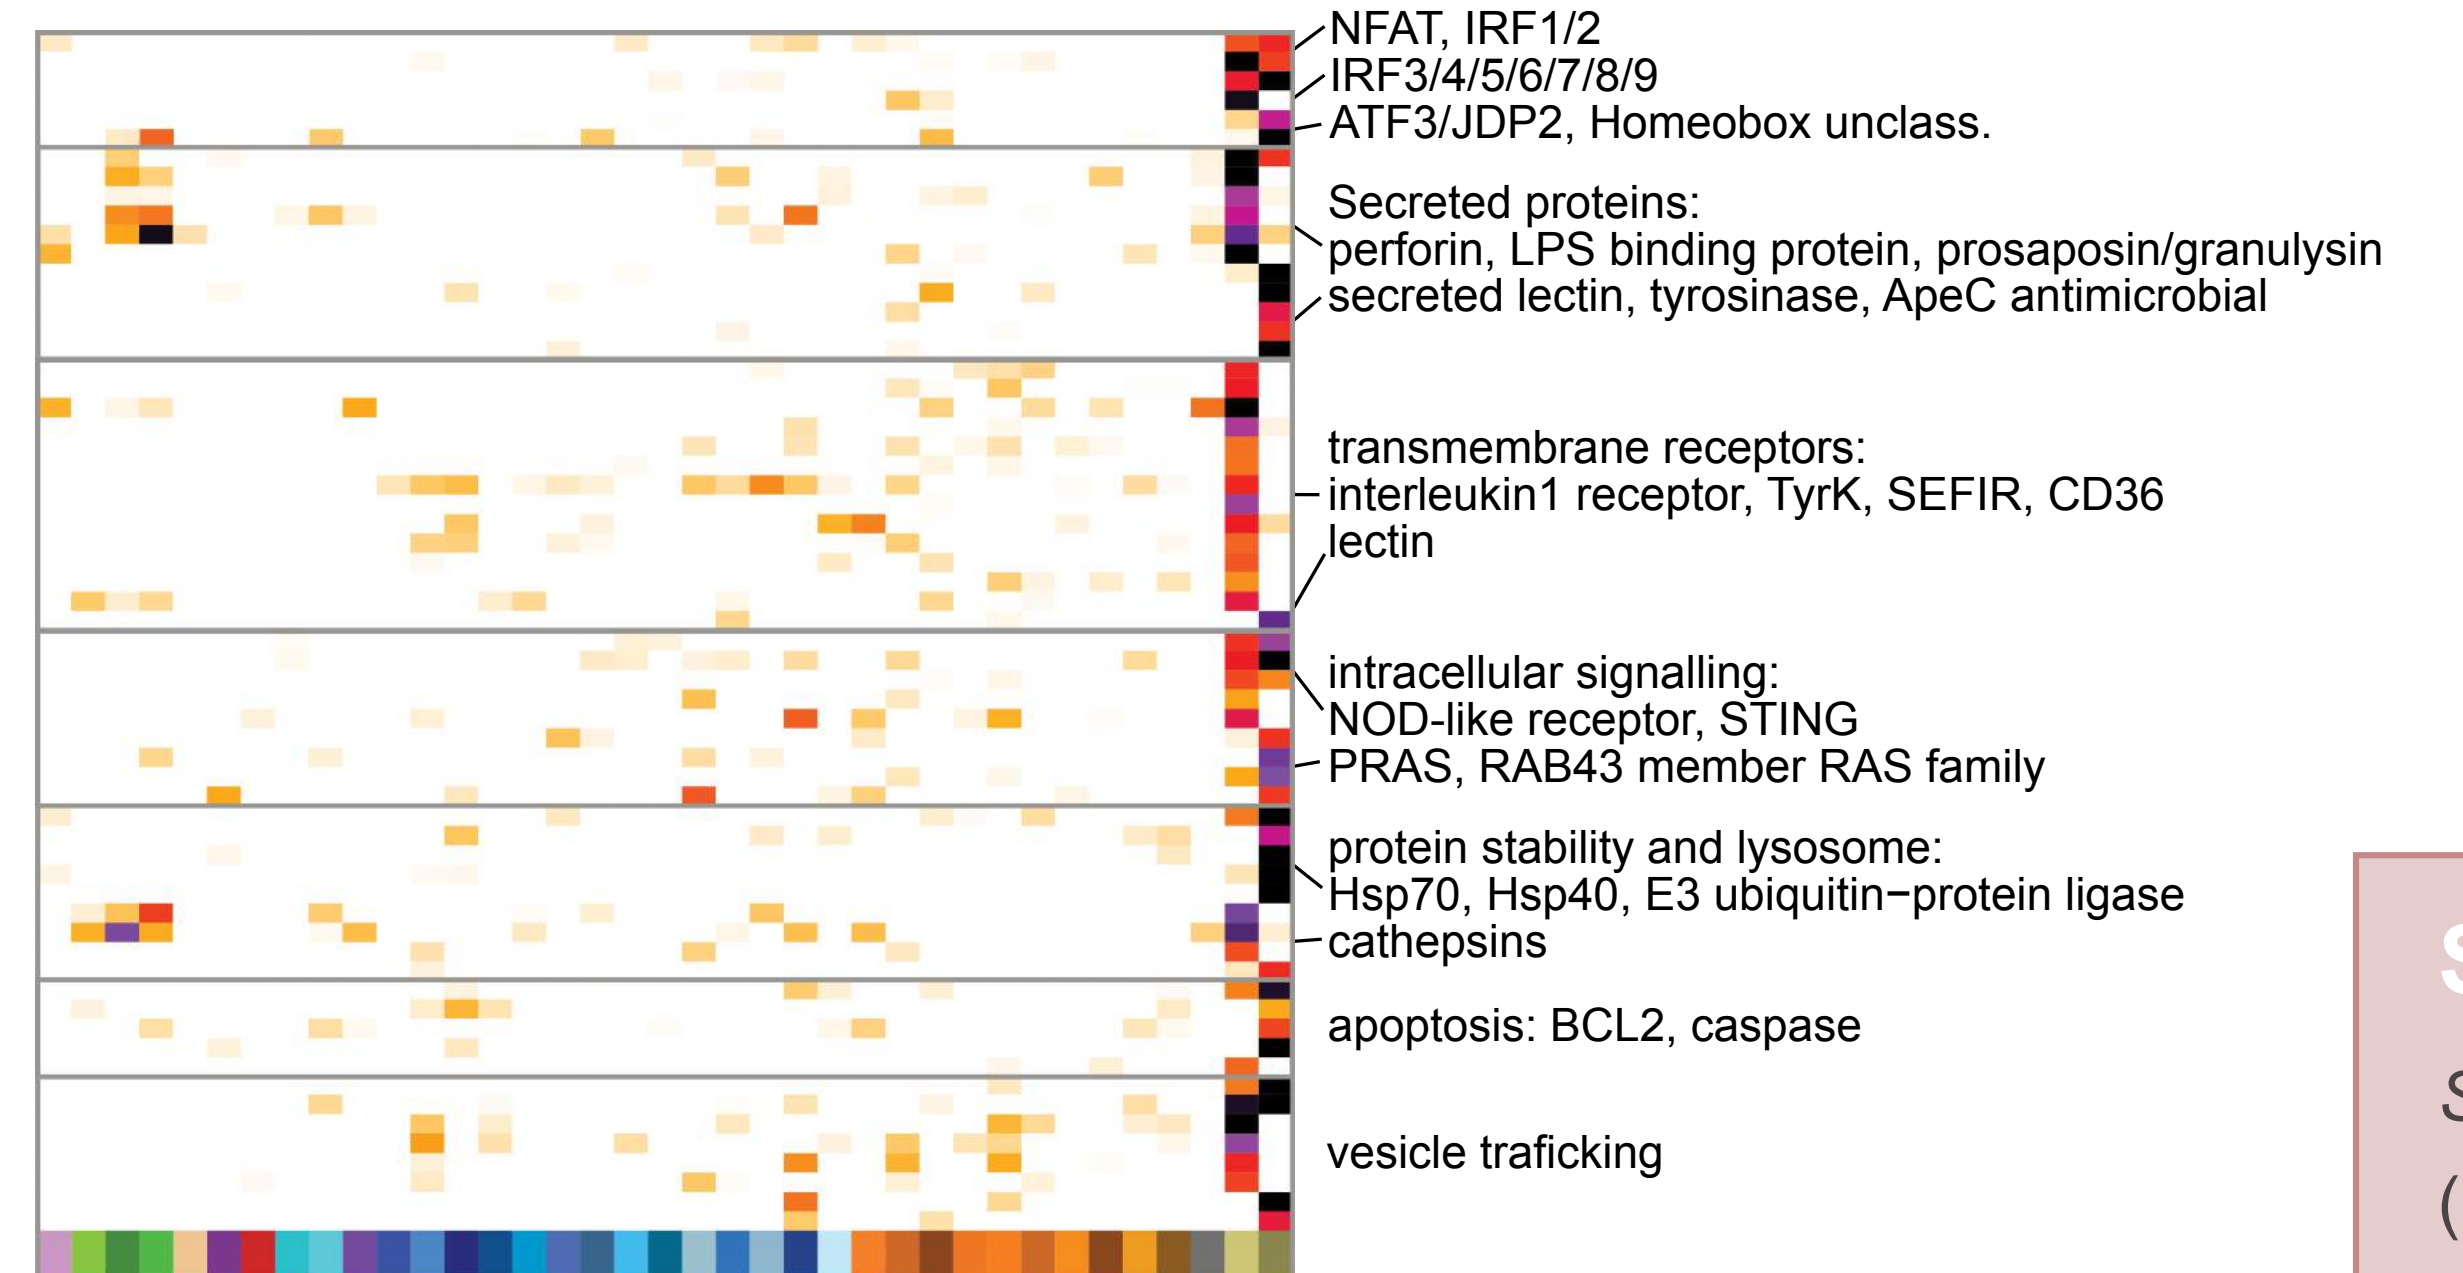 NFAT, IRF1/2
IRF3/4/5/6/7/8/9
ATF3/JDP2, Homeobox unclass.
Secreted proteins:
perforin, LPS binding protein, prosaposin/granulysin
secreted lectin, tyrosinase, ApeC antimicrobial
transmembrane receptors:
interleukin1 receptor, TyrK, SEFIR, CD36
lectin
intracellular signalling:
NOD-like receptor, STING
PRAS, RAB43 member RAS family
protein stability and lysosome:
Hsp70, Hsp40, E3 ubiquitin−protein ligase
cathepsins
apoptosis: BCL2, caspase
vesicle traficking